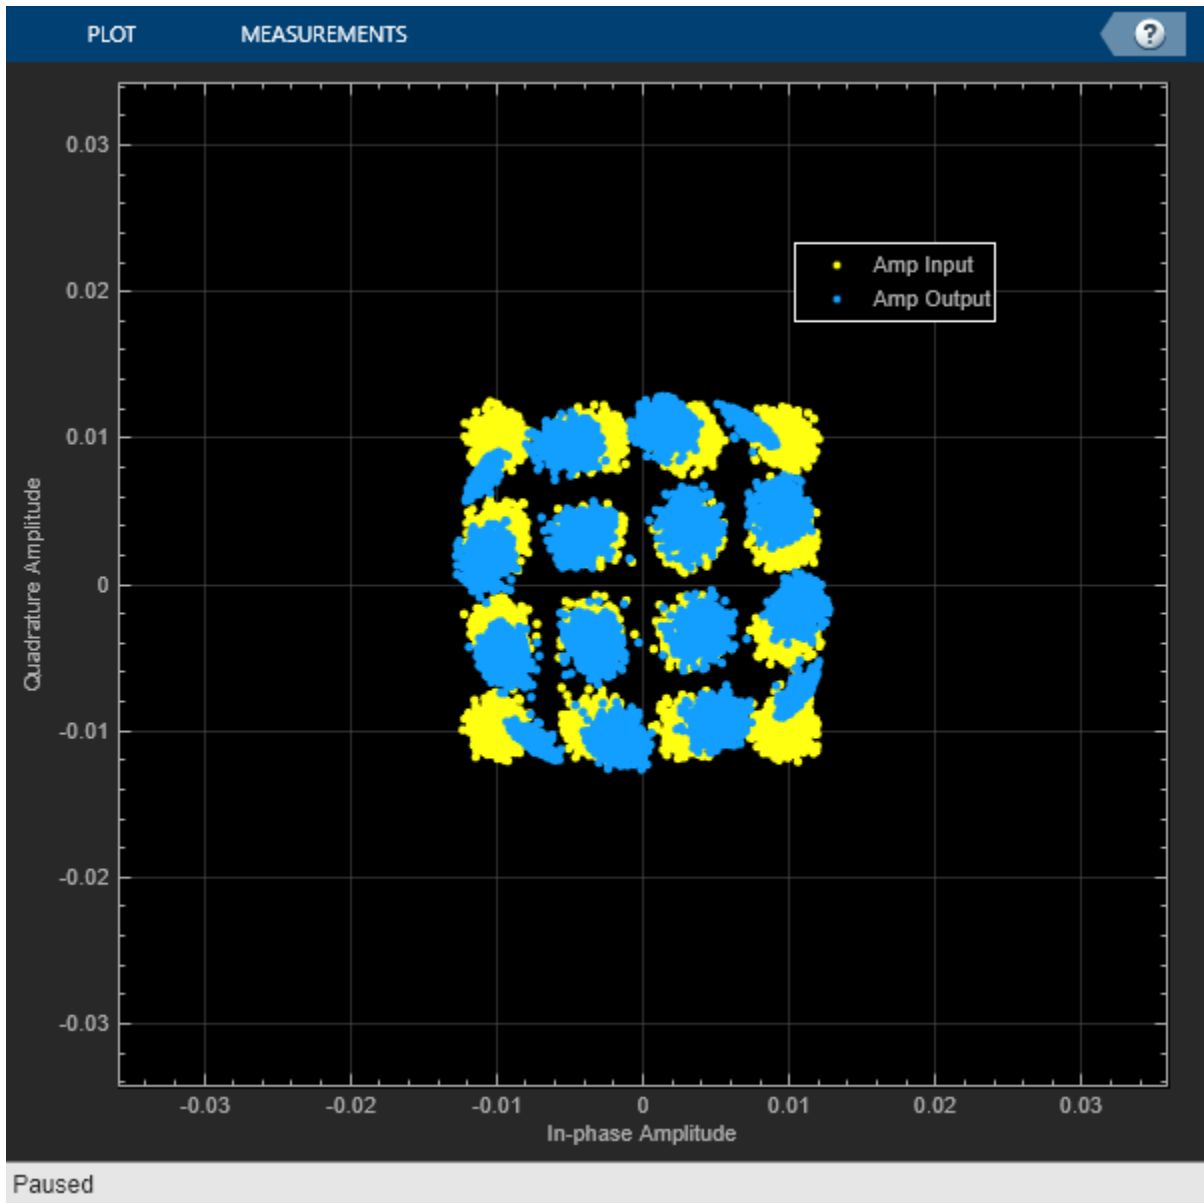 PLOT MEASUREMENTS ?
0.03
0.02
Amp Input
Amp Output
0.01
Quadrature Amplitude
0
-0.01
-0.02
-0.03
-0.03 -0.02 -0.01 0 0.01 0.02 0.03
In-phase Amplitude
Paused